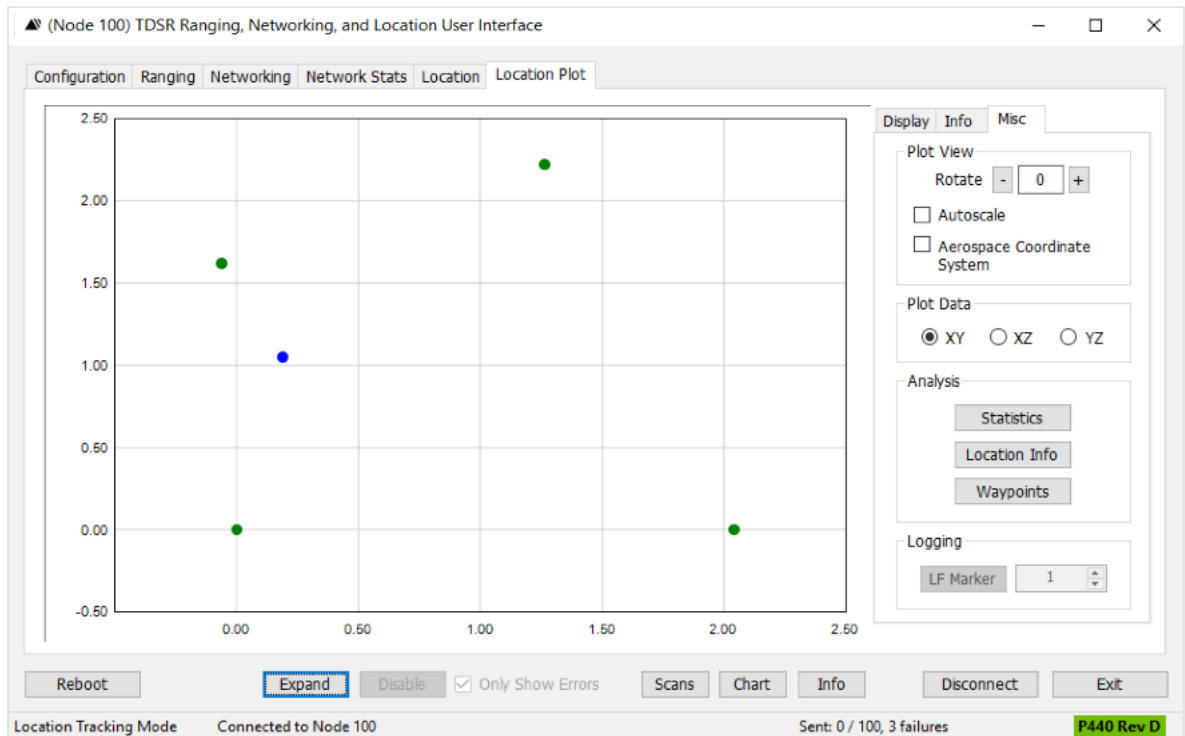 (Node 100) TDSR Ranging, Networking, and Location User Interface
Configuration Ranging Networking Network Stats Location Location Plot
2.50
2.00
1.50
1.00
0.50
0.00
-0.50
0.00 0.50 1.00 1.50 2.00 2.50
Display Info Misc
Plot View
Rotate - 0 +
Autoscale
Aerospace Coordinate
System
Plot Data
XY XZ YZ
Analysis
Statistics
Location Info
Waypoints
Logging
LF Marker 1
Reboot Expand Disable Only Show Errors Scans Chart Info Disconnect Exit
Location Tracking Mode Connected to Node 100 Sent: 0 / 100, 3 failures P440 Rev D